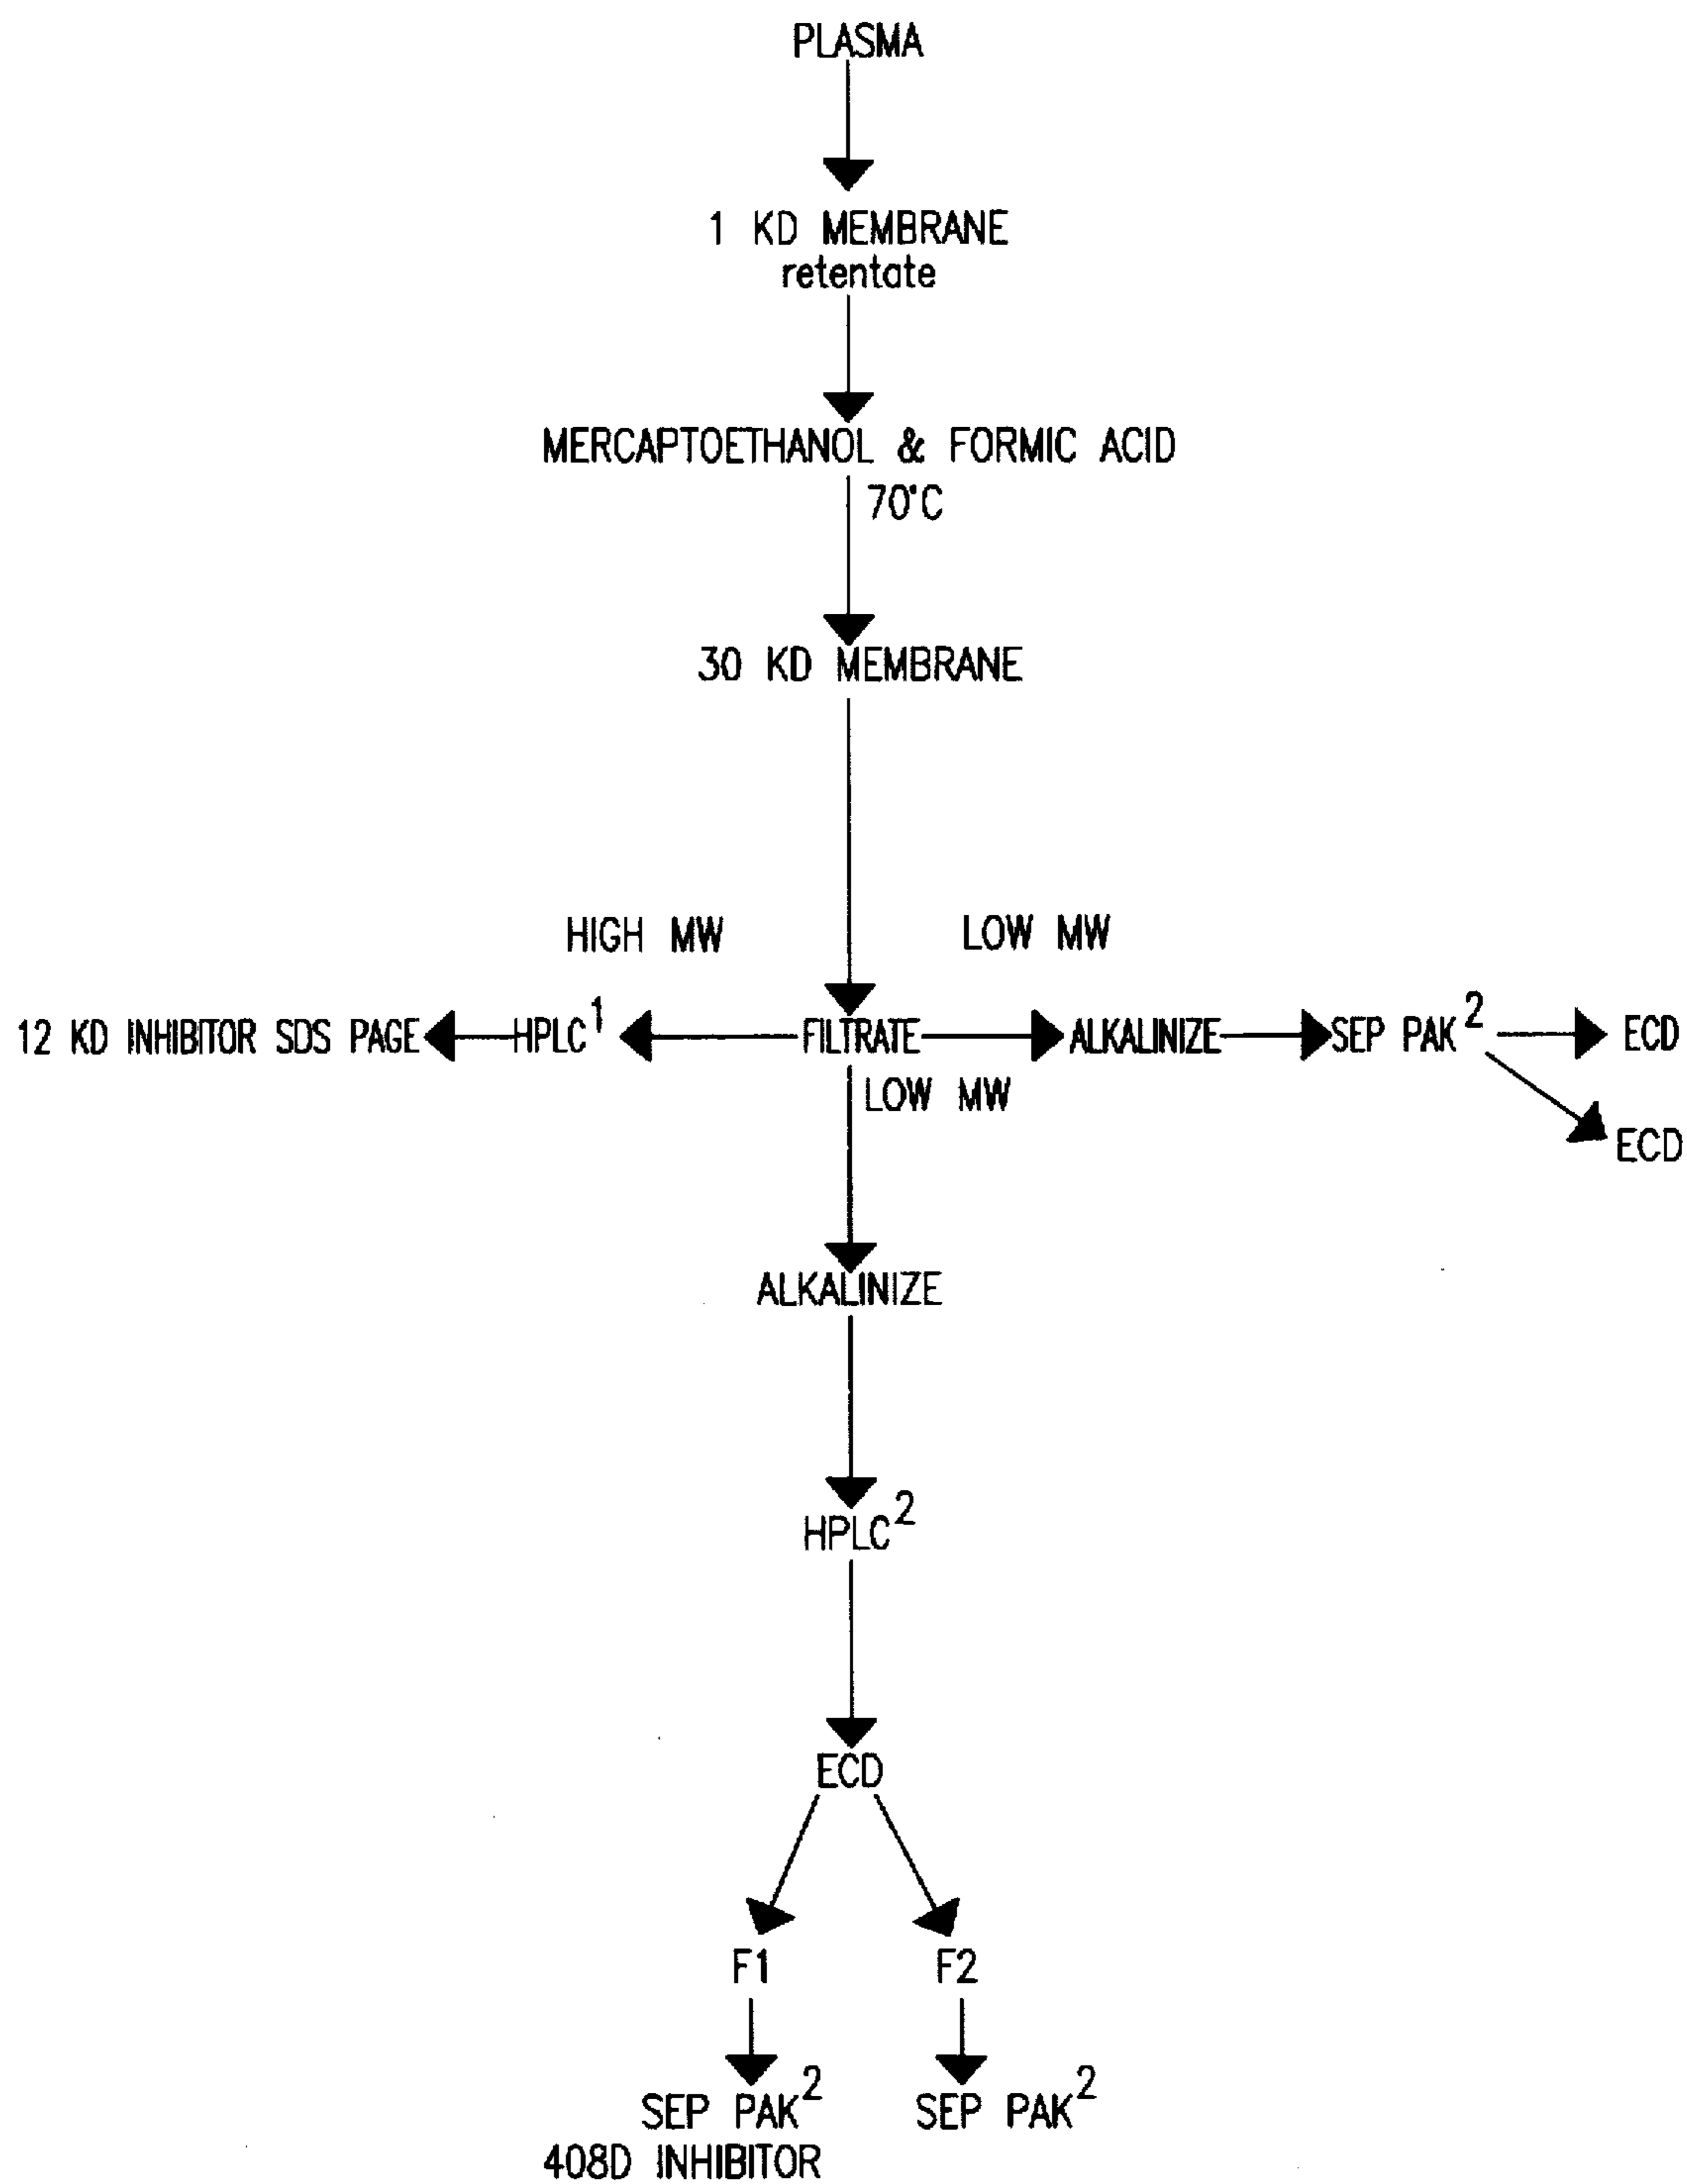 PLASMA
1 KD MEMBRANE
retentate
MERCAPTOETHANOL & FORMIC ACID
70°C
30 KD MEMBRANE
HIGH MW
LOW MW
12 KD INHIBITOR SDS PAGE
HPLC1
FILTRATE
ALKALINIZE
SEP PAK2
ECD
LOW MW
ECD
ALKALINIZE
HPLC2
ECD
F1
F2
SEP PAK2
SEP PAK2
408D INHIBITOR